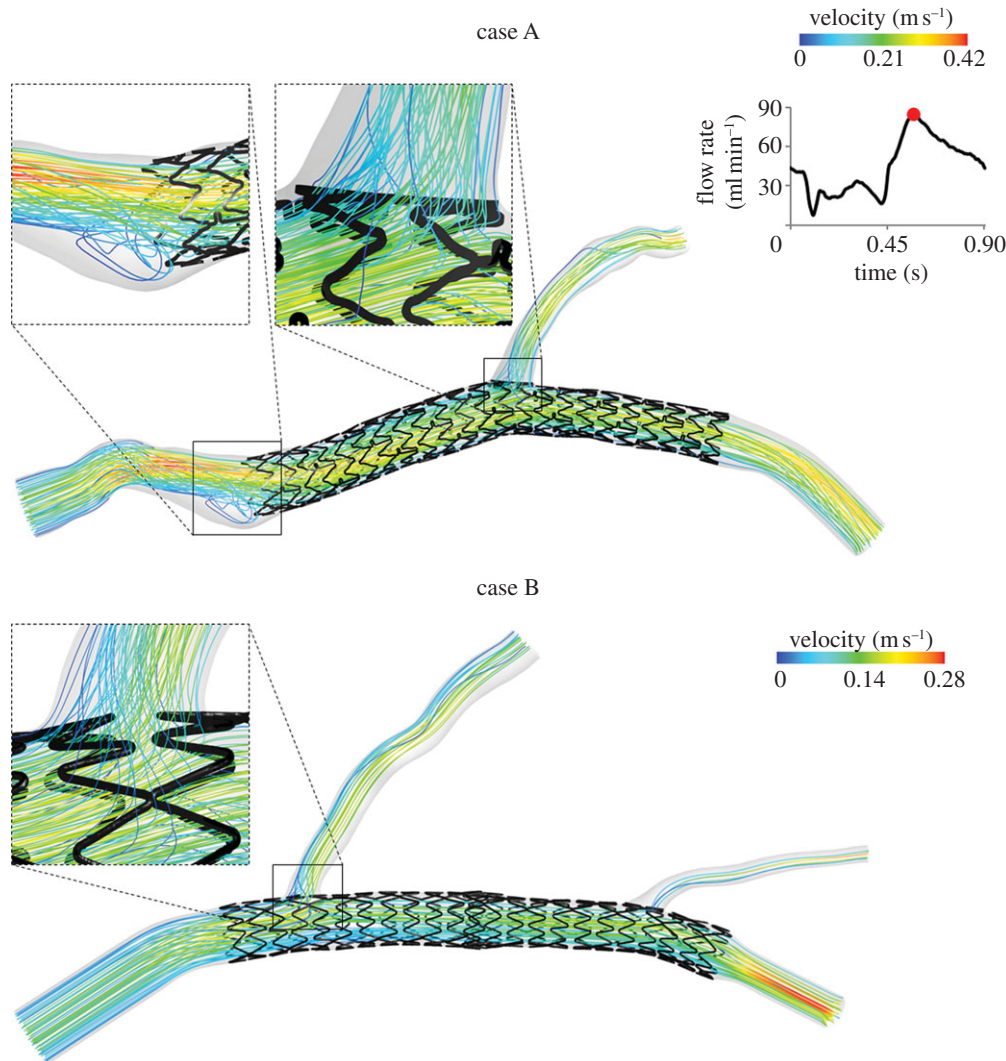 case A
velocity (m s⁻¹)
0 0.21 0.42
flow rate
(ml min⁻¹)
90
60
30
0 0.45 0.90
time (s)
case B
velocity (m s⁻¹)
0 0.14 0.28